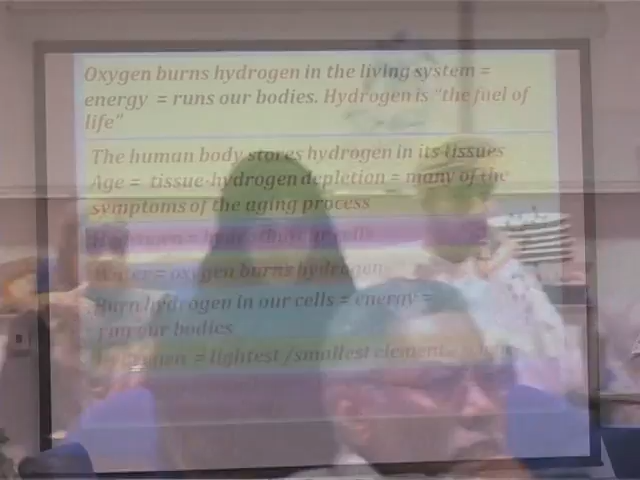 Oxygen burns hydrogen in the living system =
energy = runs our bodies. Hydrogen is "the fuel of
life"
The human body stores hydrogen in its tissues
Age = tissue-hydrogen depletion = many of the
symptoms of the aging process
Water = oxygen burns hydrogen
Burn hydrogen in our cells = energy =
run our bodies
= lightest /smallest element